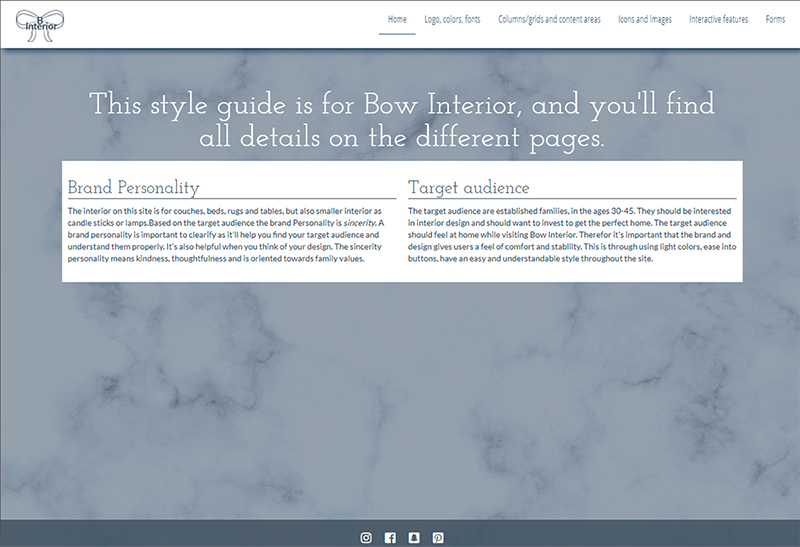 B.
Interior
Home Logo, colors, fonts Columns/grids and content areas Icons and images Interactive features Forms
This style guide is for Bow Interior, and you'll find
all details on the different pages.
Brand Personality
The interior on this site is for couches, beds, rugs and tables, but also smaller interior as
candle sticks or lamps.Based on the target audience the brand Personality is sincerity. A
brand personality is important to clearify as it'll help you find your target audience and
understand them properly. It's also helpful when you think of your design. The sincerity
personality means kindness, thoughtfulness and is oriented towards family values.
Target audience
The target audience are established families, in the ages 30-45. They should be interested
in interior design and should want to invest to get the perfect home. The target audience
should feel at home while visiting Bow Interior. Therefor it's important that the brand and
design gives users a feel of comfort and stability. This is through using light colors, ease into
buttons, have an easy and understandable style throughout the site.